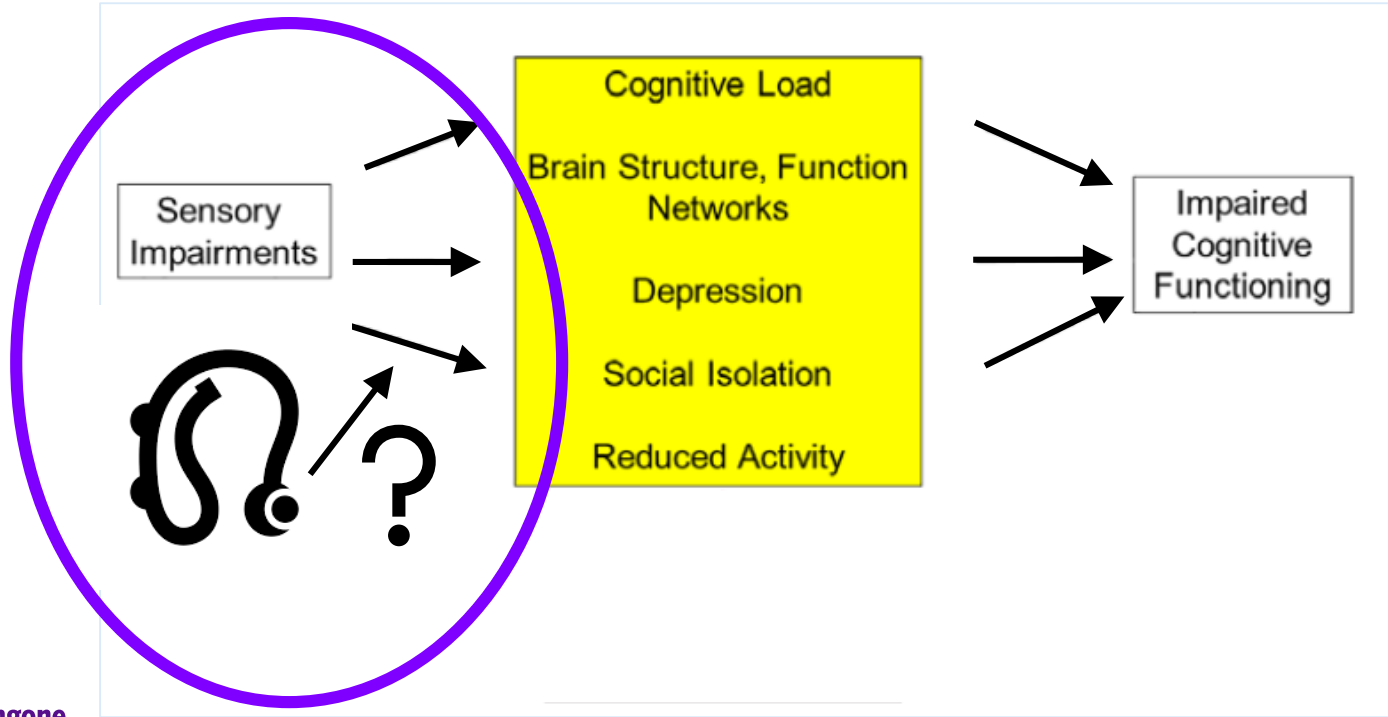 Sensory
Impairments
Cognitive Load
Brain Structure, Function
Networks
Depression
Social Isolation
Reduced Activity
Impaired
Cognitive
Functioning
?